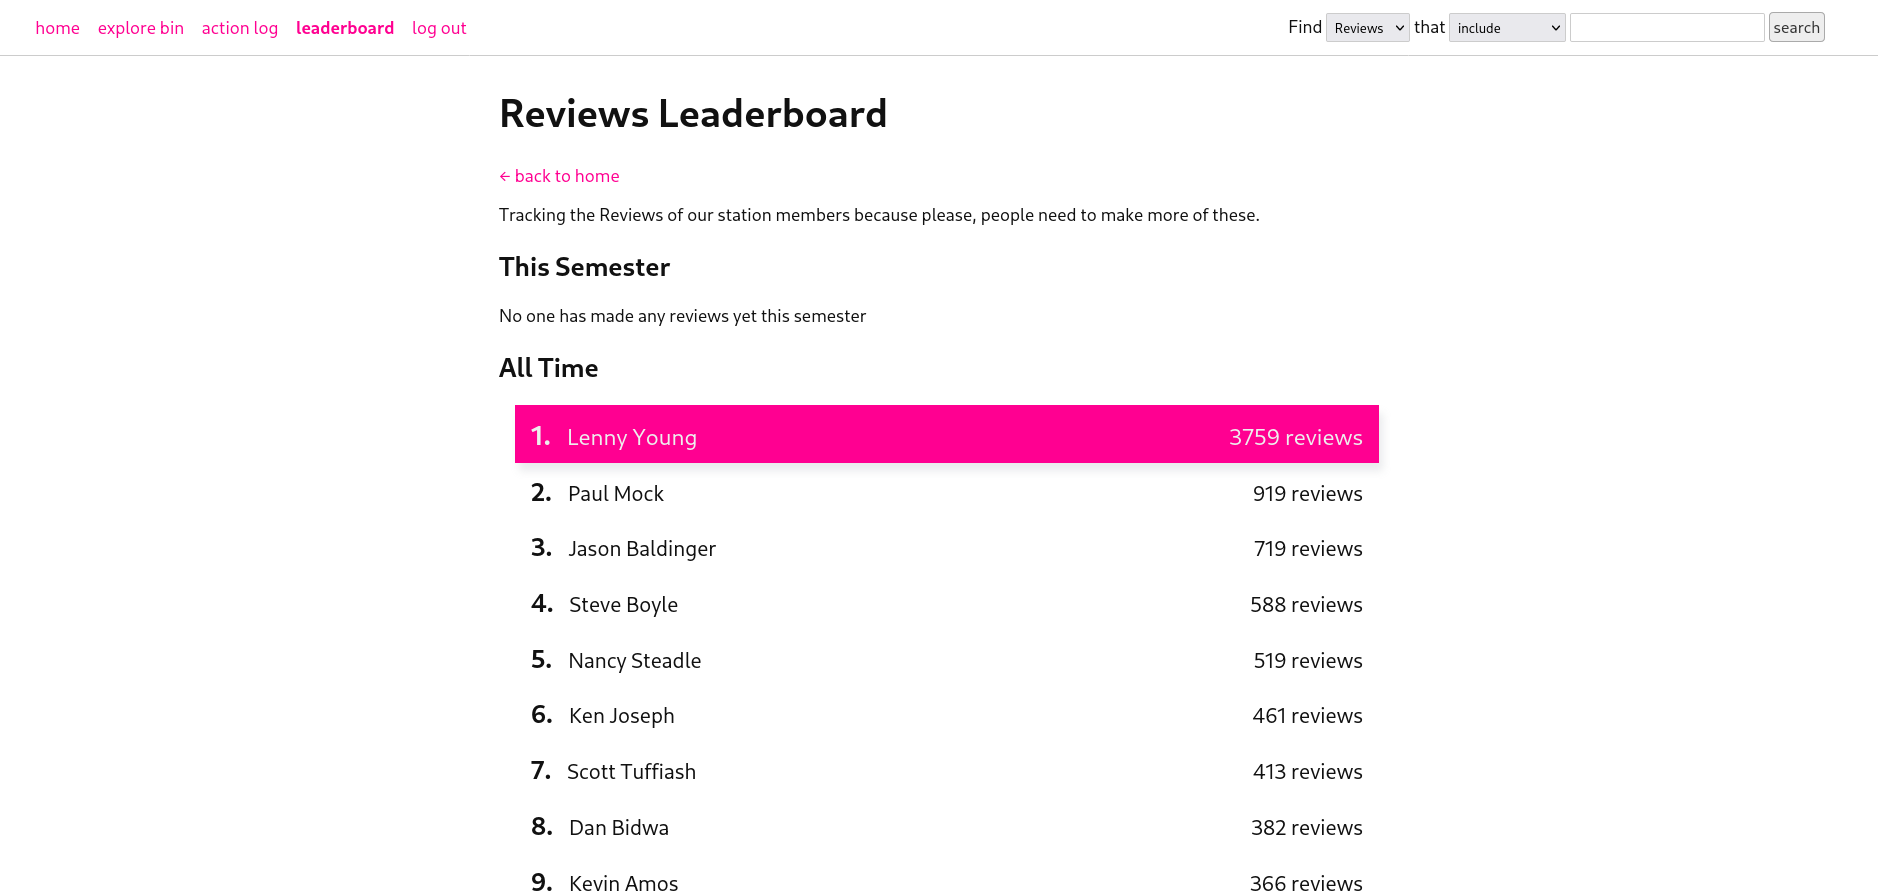 home explore bin action log leaderboard log out Find Reviews that include search
Reviews Leaderboard
← back to home
Tracking the Reviews of our station members because please, people need to make more of these.
This Semester
No one has made any reviews yet this semester
All Time
1. Lenny Young 3759 reviews
2. Paul Mock 919 reviews
3. Jason Baldinger 719 reviews
4. Steve Boyle 588 reviews
5. Nancy Steadle 519 reviews
6. Ken Joseph 461 reviews
7. Scott Tuffiash 413 reviews
8. Dan Bidwa 382 reviews
9. Kevin Amos 366 reviews